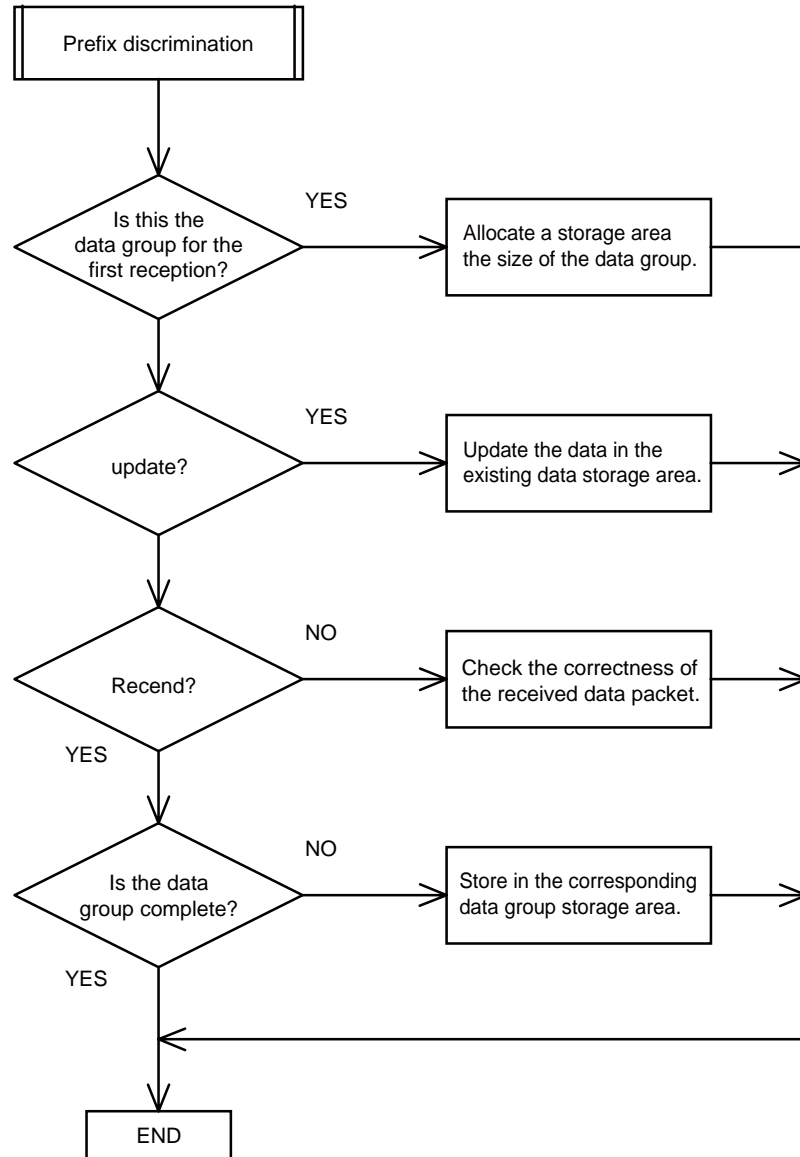 Prefix discrimination
Is this the
data group for the
first reception?
YES
Allocate a storage area
the size of the data group.
update?
YES
Update the data in the
existing data storage area.
Recend?
NO
Check the correctness of
the received data packet.
YES
Is the data
group complete?
NO
Store in the corresponding
data group storage area.
YES
END